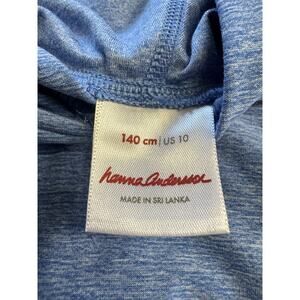 140 cm | US 10
hanna andersson
MADE IN SRI LANKA